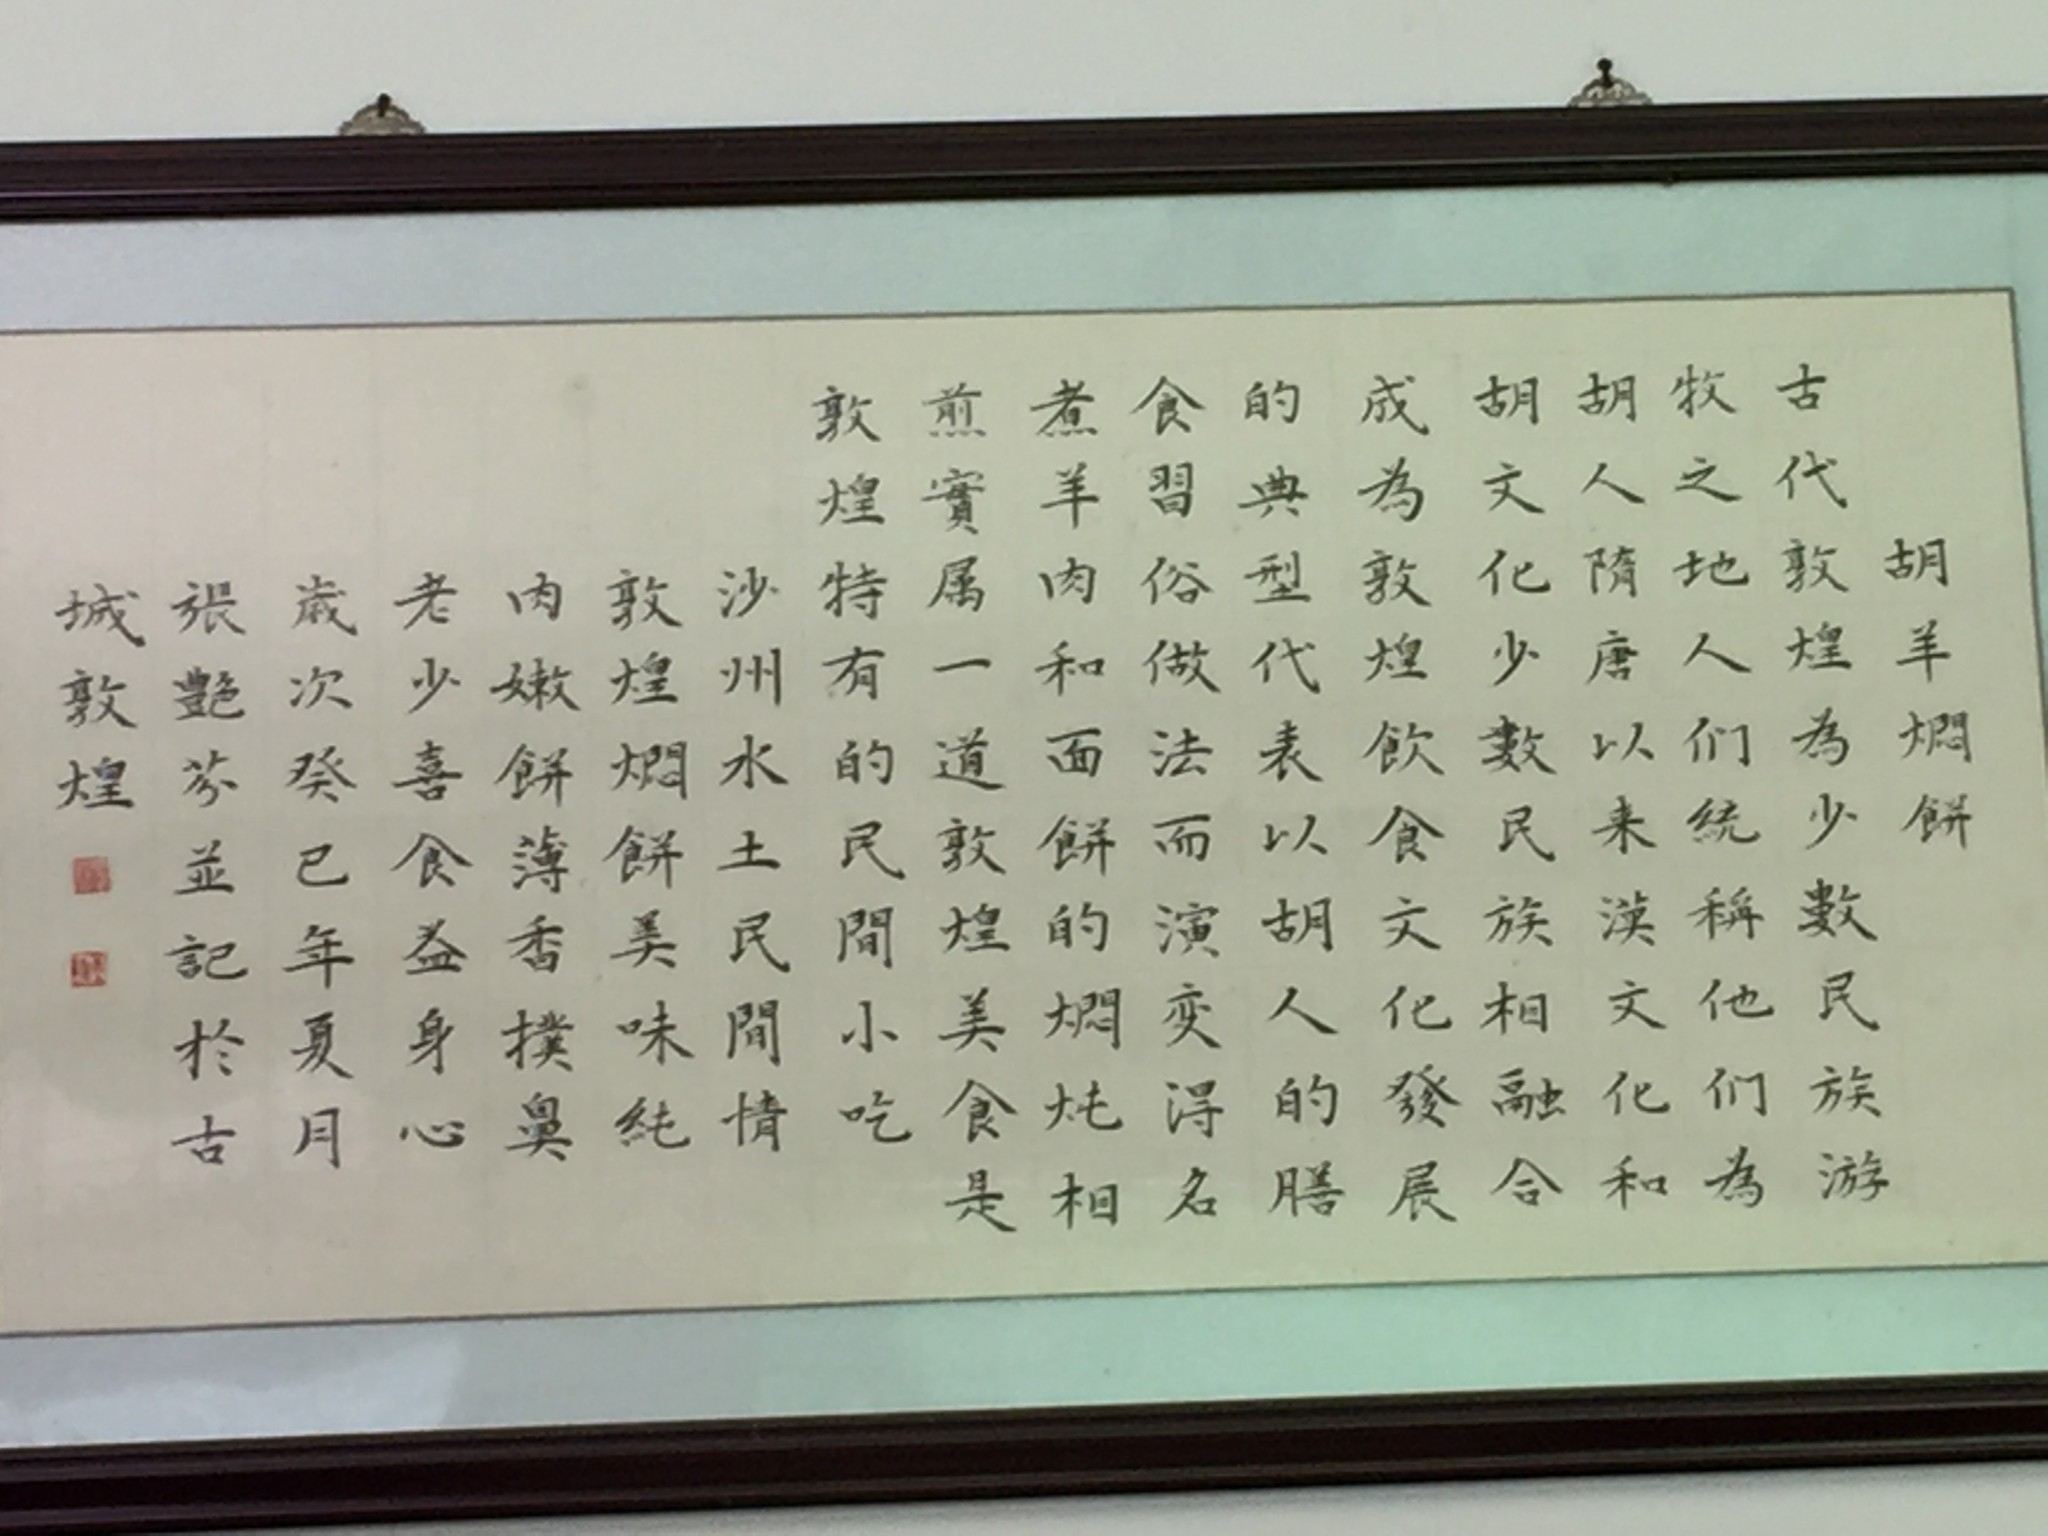 胡羊燜餅
古代敦煌為少數民族游
牧之地人们統稱他们為
胡人隋唐以来漢文化和
胡文化少數民族相融合
成為敦煌飲食文化發展
的典型代表以胡人的膳
食習俗做法而演变得名
煮羊肉和面餅的燜炖相
煎實属一道敦煌美食是
敦煌特有的民間小吃
沙州水土民間情
敦煌燜餅美味純
肉嫩餅薄香撲鼻
老少喜食益身心
歲次癸巳年夏月
張艷芬並記於古
城敦煌